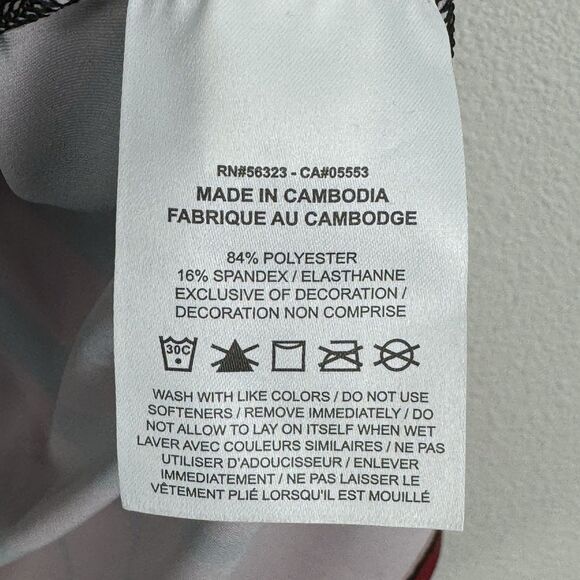 RN#56323 - CA#05553
MADE IN CAMBODIA
FABRIQUE AU CAMBODGE
84% POLYESTER
16% SPANDEX / ELASTHANNE
EXCLUSIVE OF DECORATION /
DECORATION NON COMPRISE
30C
WASH WITH LIKE COLORS / DO NOT USE
SOFTENERS / REMOVE IMMEDIATELY / DO
NOT ALLOW TO LAY ON ITSELF WHEN WET
LAVER AVEC COULEURS SIMILAIRES / NE PAS
UTILISER D'ADOUCISSEUR / ENLEVER
IMMEDIATEMENT / NE PAS LAISSER LE
VÊTEMENT PLIÉ LORSQU'IL EST MOUILLÉ